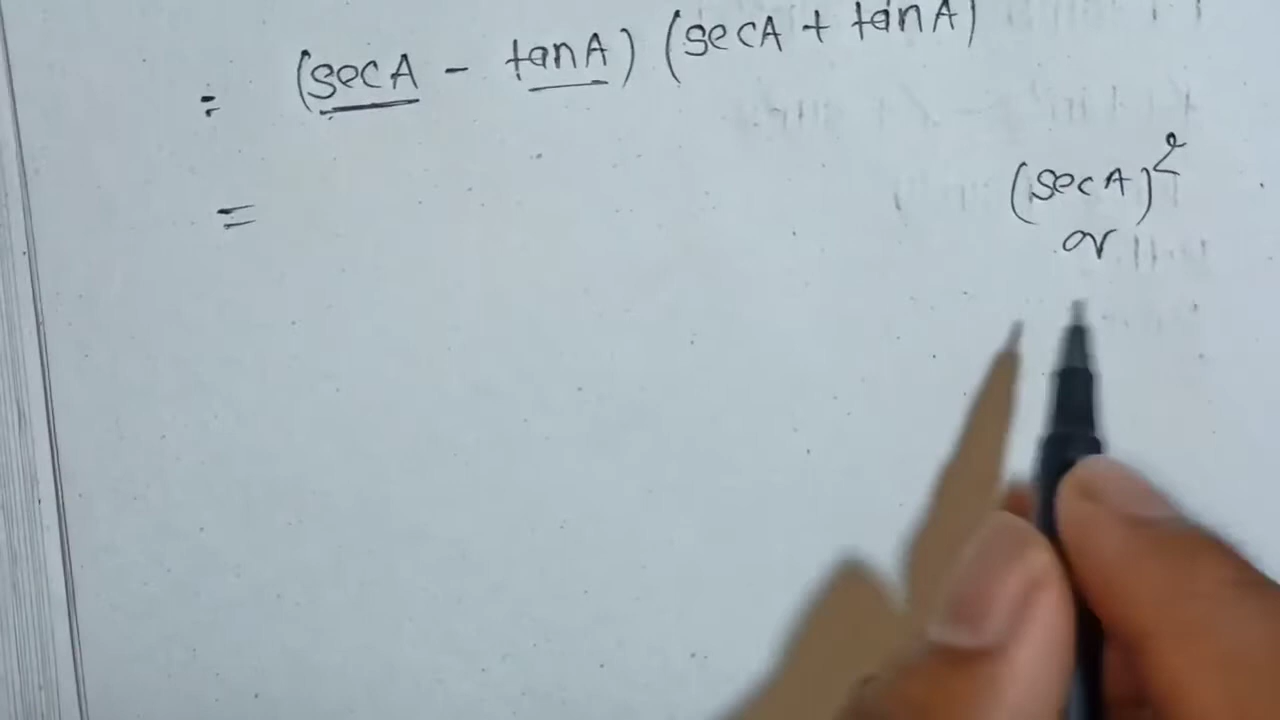 = (secA - tanA) (secA + tanA)
=
(secA)²
or